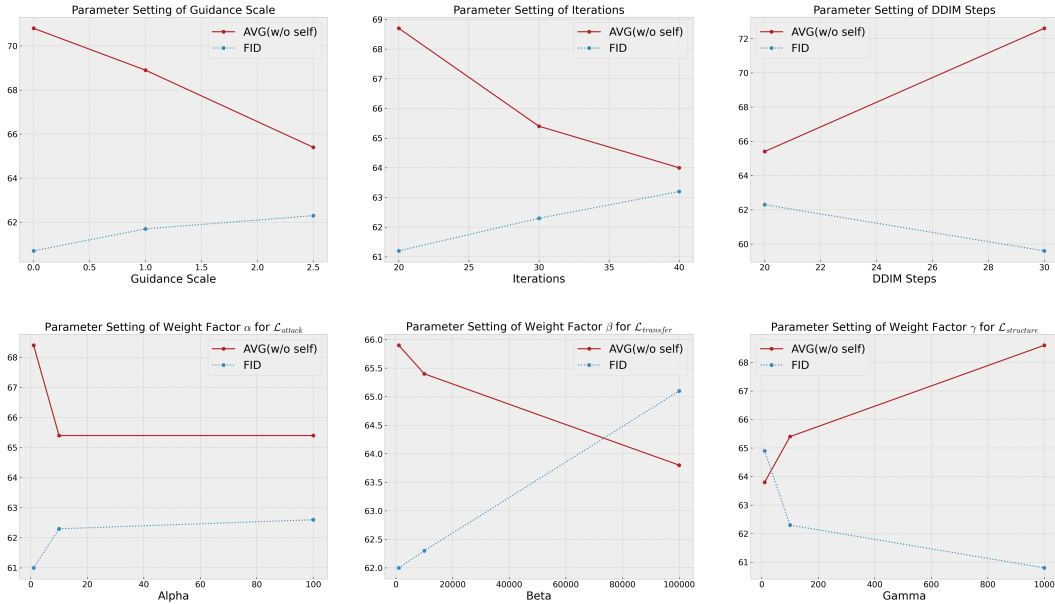 Parameter Setting of Guidance Scale
AVG(w/o self)
FID
70
68
66
64
62
0.0 0.5 1.0 1.5 2.0 2.5
Guidance Scale
Parameter Setting of Iterations
AVG(w/o self)
FID
69
68
67
66
65
64
63
62
61
20 25 30 35 40
Iterations
Parameter Setting of DDIM Steps
AVG(w/o self)
FID
72
70
68
66
64
62
60
20 22 24 26 28 30
DDIM Steps
Parameter Setting of Weight Factor α for ℒattack
AVG(w/o self)
FID
68
67
66
65
64
63
62
61
0 20 40 60 80 100
Alpha
Parameter Setting of Weight Factor β for ℒtransfer
AVG(w/o self)
FID
66.0
65.5
65.0
64.5
64.0
63.5
63.0
62.5
62.0
0 20000 40000 60000 80000 100000
Beta
Parameter Setting of Weight Factor γ for ℒstructure
AVG(w/o self)
FID
68
67
66
65
64
63
62
61
0 200 400 600 800 1000
Gamma